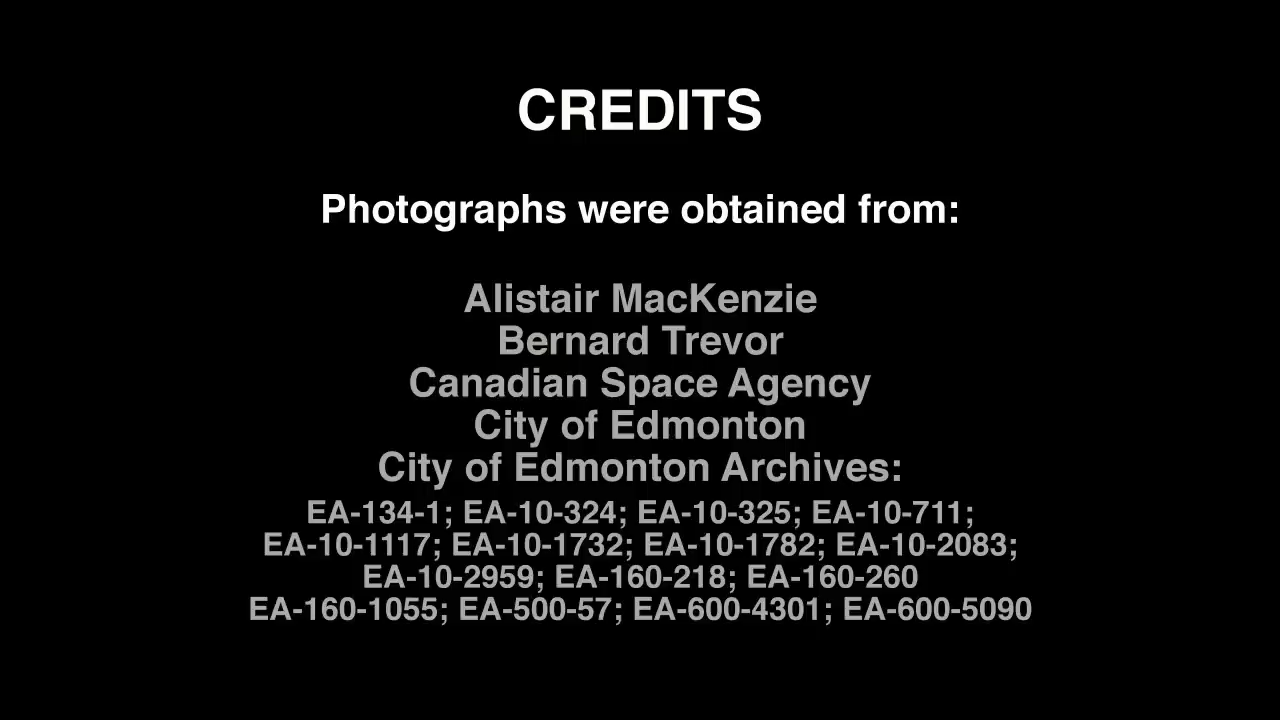 CREDITS
Photographs were obtained from:
Alistair MacKenzie
Bernard Trevor
Canadian Space Agency
City of Edmonton
City of Edmonton Archives:
EA-134-1; EA-10-324; EA-10-325; EA-10-711;
EA-10-1117; EA-10-1732; EA-10-1782; EA-10-2083;
EA-10-2959; EA-160-218; EA-160-260
EA-160-1055; EA-500-57; EA-600-4301; EA-600-5090